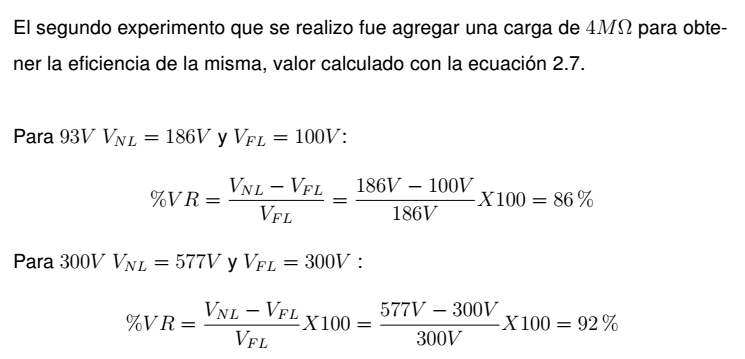 El segundo experimento que se realizo fue agregar una carga de 4MΩ para obte-
ner la eficiencia de la misma, valor calculado con la ecuación 2.7.
Para 93V V_{NL} = 186V y V_{FL} = 100V:
%VR = \frac{V_{NL} − V_{FL}}{V_{FL}} = \frac{186V − 100V}{186V} X100 = 86 %
Para 300V V_{NL} = 577V y V_{FL} = 300V :
%VR = \frac{V_{NL} − V_{FL}}{V_{FL}} X100 = \frac{577V − 300V}{300V} X100 = 92 %